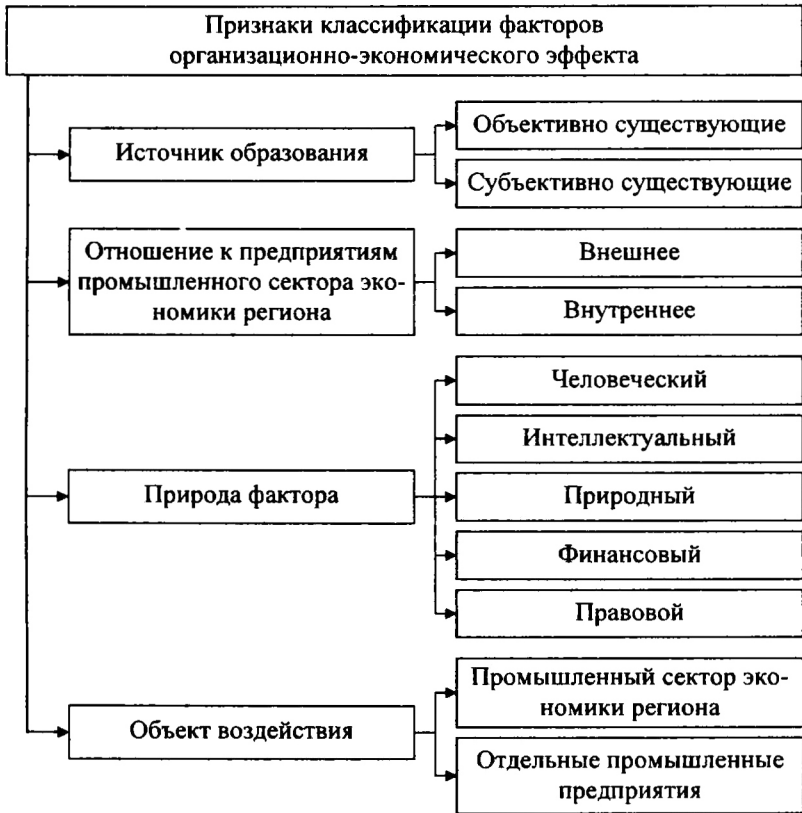 Признаки классификации факторов
организационно-экономического эффекта
Источник образования
Объективно существующие
Субъективно существующие
Отношение к предприятиям
промышленного сектора эко-
номики региона
Внешнее
Внутреннее
Природа фактора
Человеческий
Интеллектуальный
Природный
Финансовый
Правовой
Объект воздействия
Промышленный сектор эко-
номики региона
Отдельные промышленные
предприятия